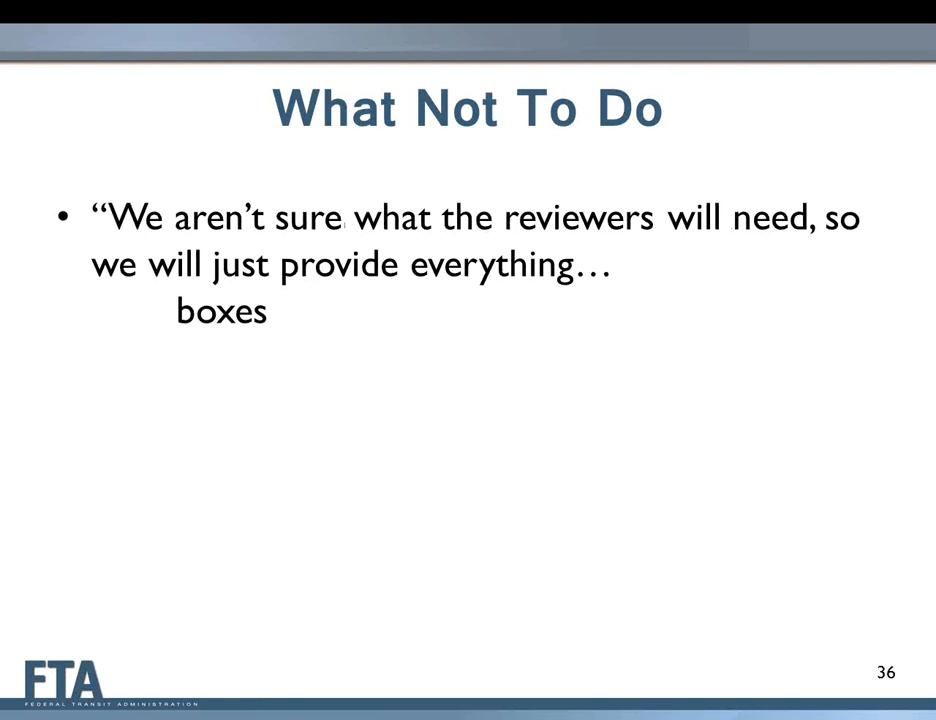 What Not To Do
• “We aren’t sure what the reviewers will need, so
we will just provide everything…
boxes
36
FTA
FEDERAL TRANSIT ADMINISTRATION